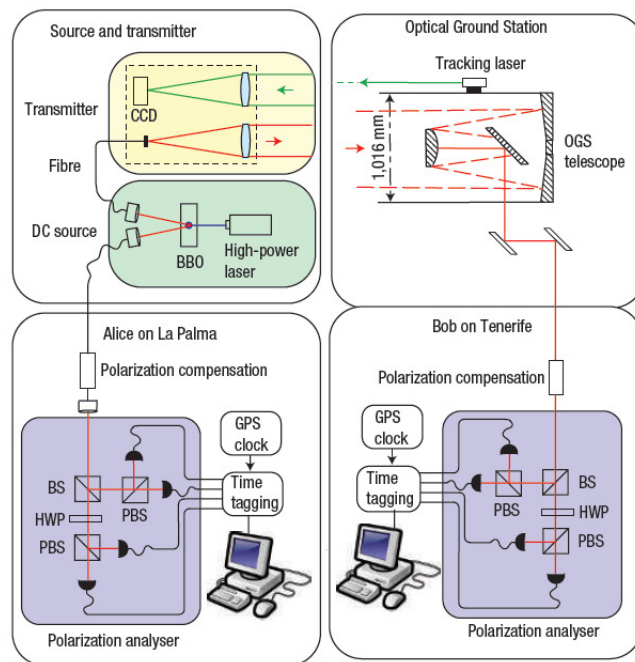 Source and transmitter
Transmitter
CCD
Fibre
DC source
BBO
High-power
laser
Optical Ground Station
Tracking laser
1,016 mm
OGS
telescope
Alice on La Palma
Polarization compensation
GPS
clock
Time
tagging
BS
PBS
HWP
PBS
Polarization analyser
Bob on Tenerife
Polarization compensation
GPS
clock
Time
tagging
BS
PBS
HWP
PBS
Polarization analyser